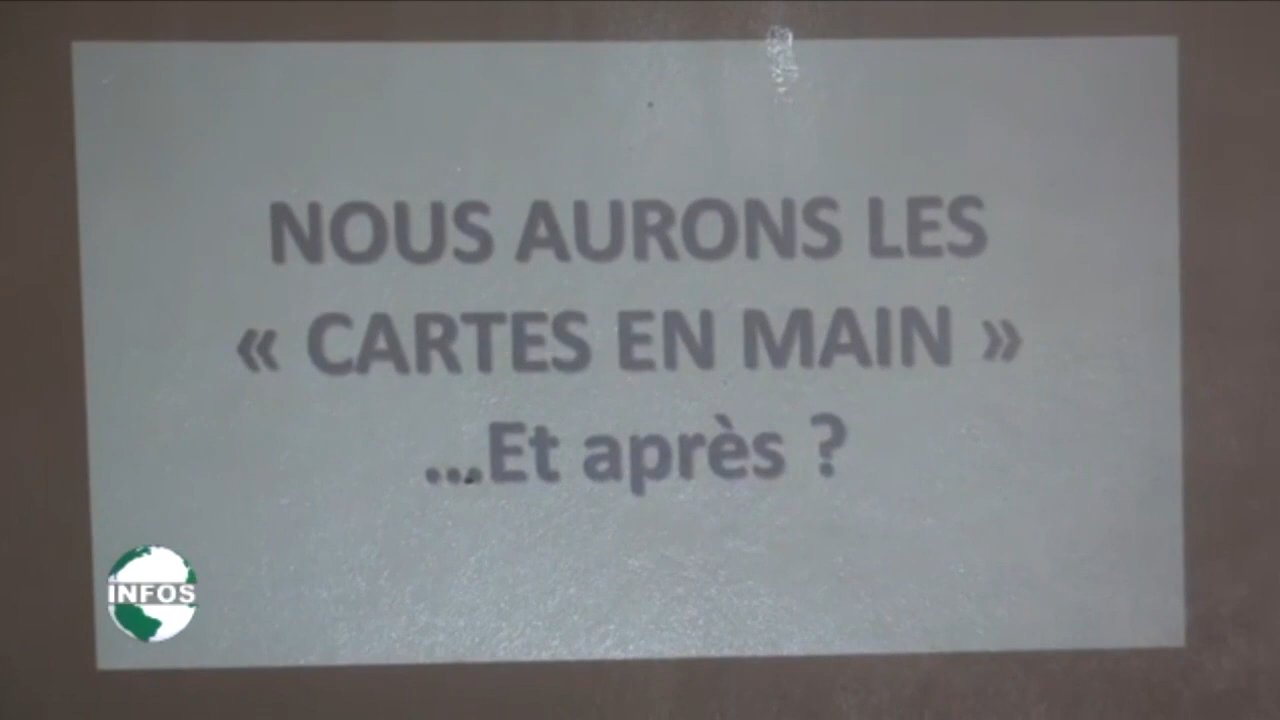 NOUS AURONS LES
« CARTES EN MAIN »
...Et après ?
INFOS